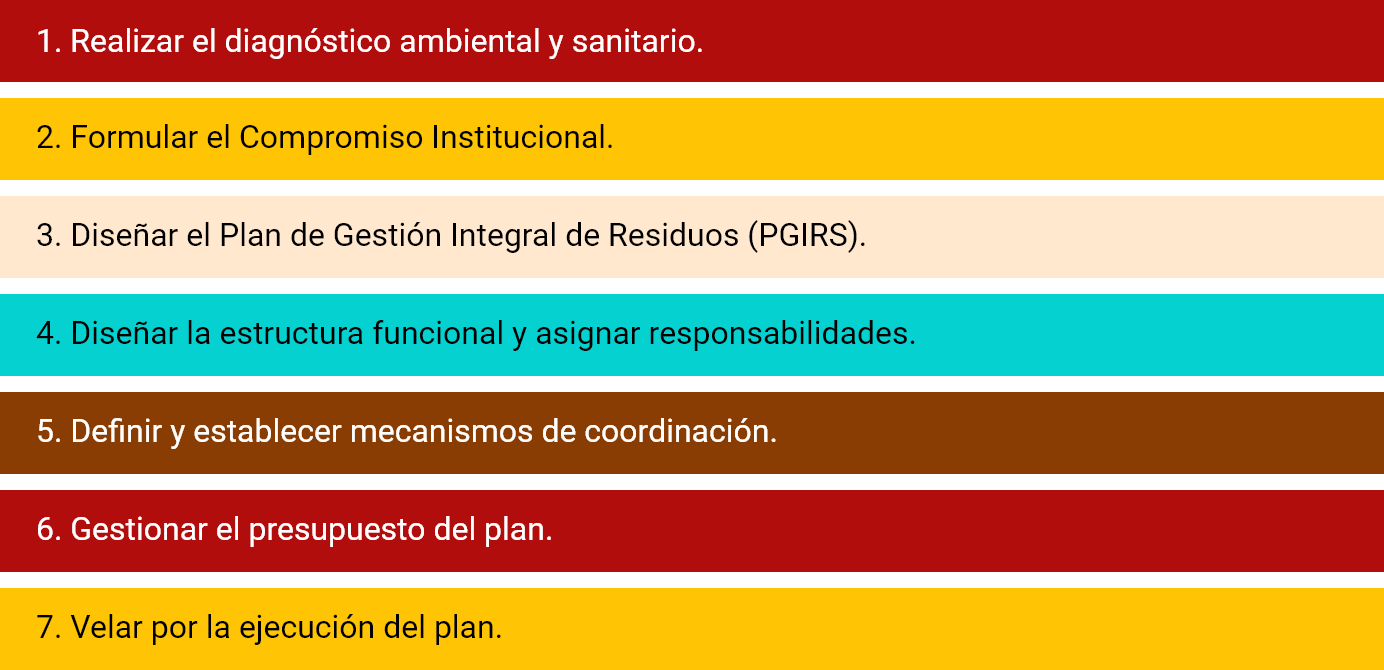 1. Realizar el diagnóstico ambiental y sanitario.
2. Formular el Compromiso Institucional.
3. Diseñar el Plan de Gestión Integral de Residuos (PGIRS).
4. Diseñar la estructura funcional y asignar responsabilidades.
5. Definir y establecer mecanismos de coordinación.
6. Gestionar el presupuesto del plan.
7. Velar por la ejecución del plan.